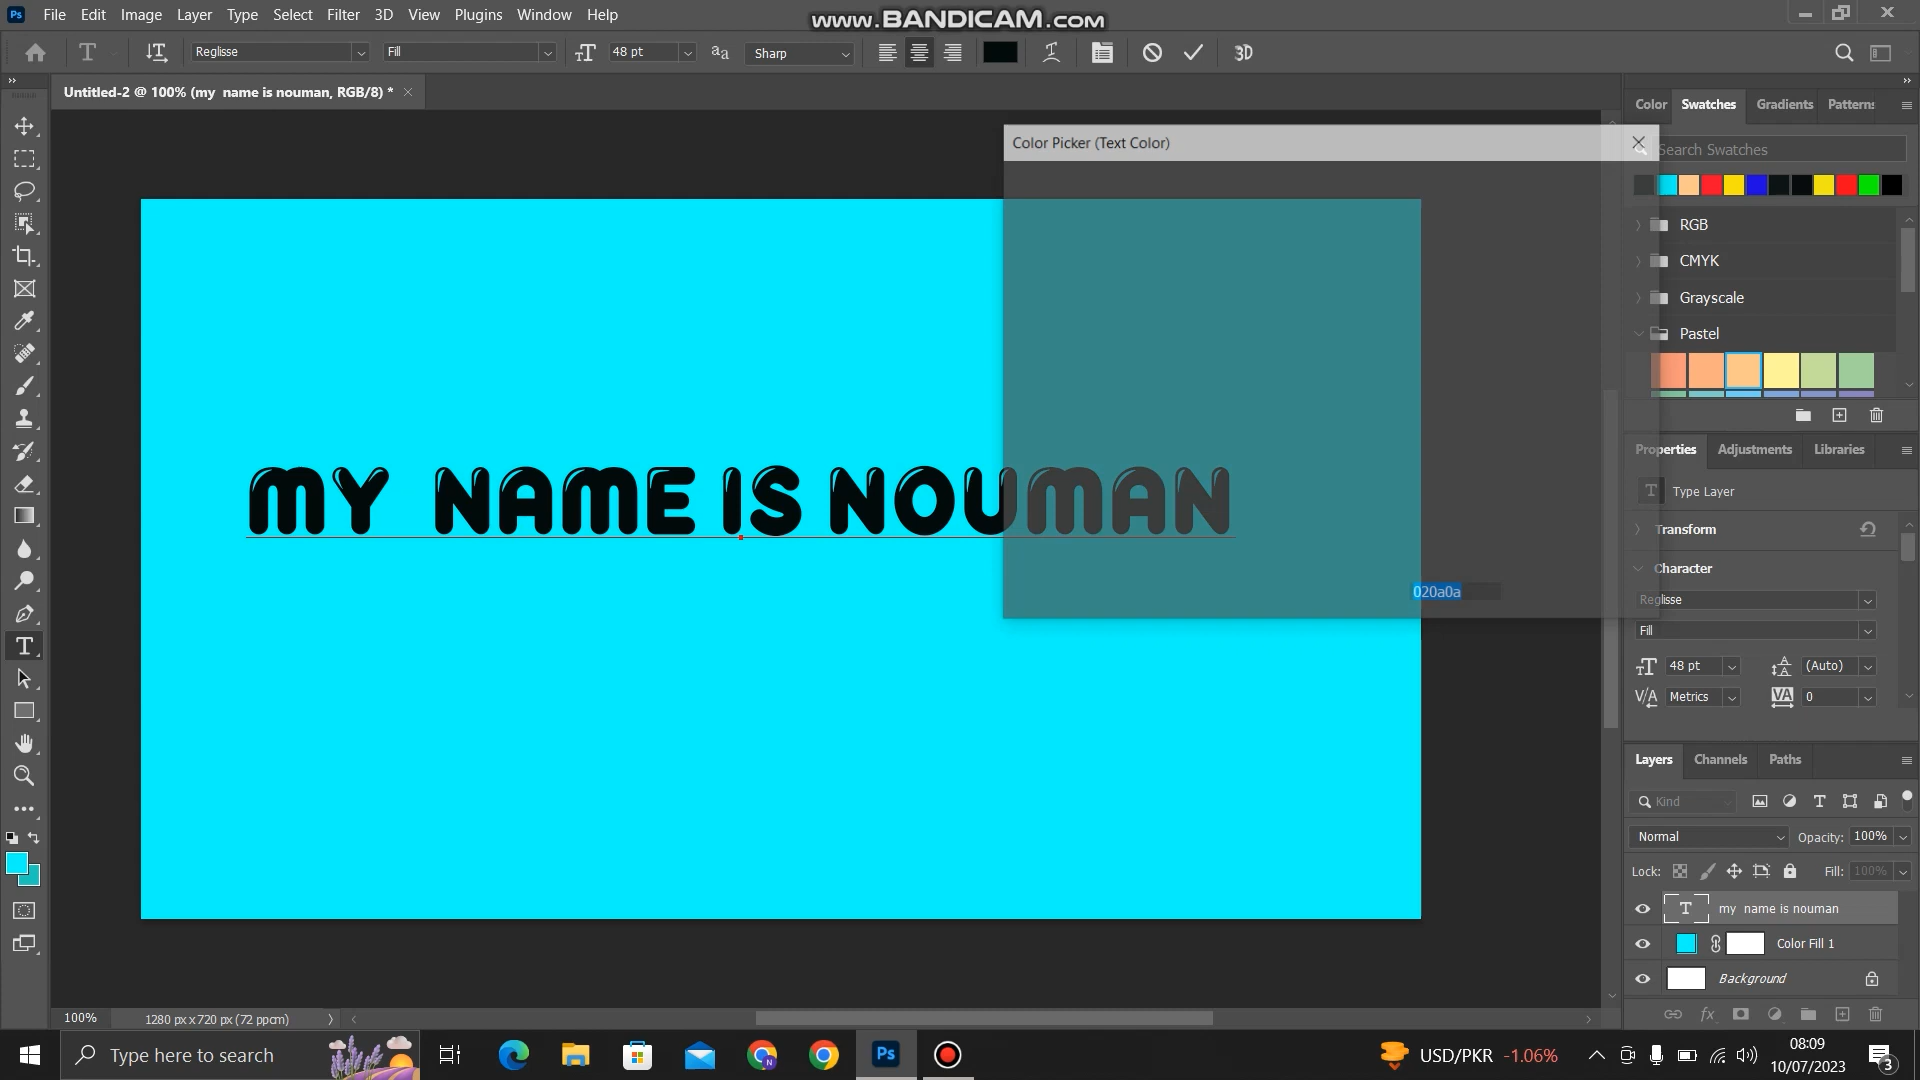 Ps File Edit Image Layer Type Select Filter 3D View Plugins Window Help
www.BANDICAM.com
Reglisse Fill 48 pt Sharp 3D
Untitled-2 @ 100% (my name is nouman, RGB/8) *
Color Swatches Gradients Patterns
Color Picker (Text Color)
Search Swatches
RGB
CMYK
Grayscale
Pastel
MY NAME IS NOUMAN
020a0a
Properties Adjustments Libraries
Type Layer
Transform
Character
Reglisse
Fill
48 pt (Auto)
Metrics 0
Layers Channels Paths
Kind
Normal Opacity: 100%
Lock: Fill: 100%
my name is nouman
Color Fill 1
Background
100% 1280 px x 720 px (72 ppcm)
Type here to search
Ps
USD/PKR -1.06%
08:09
10/07/2023
3